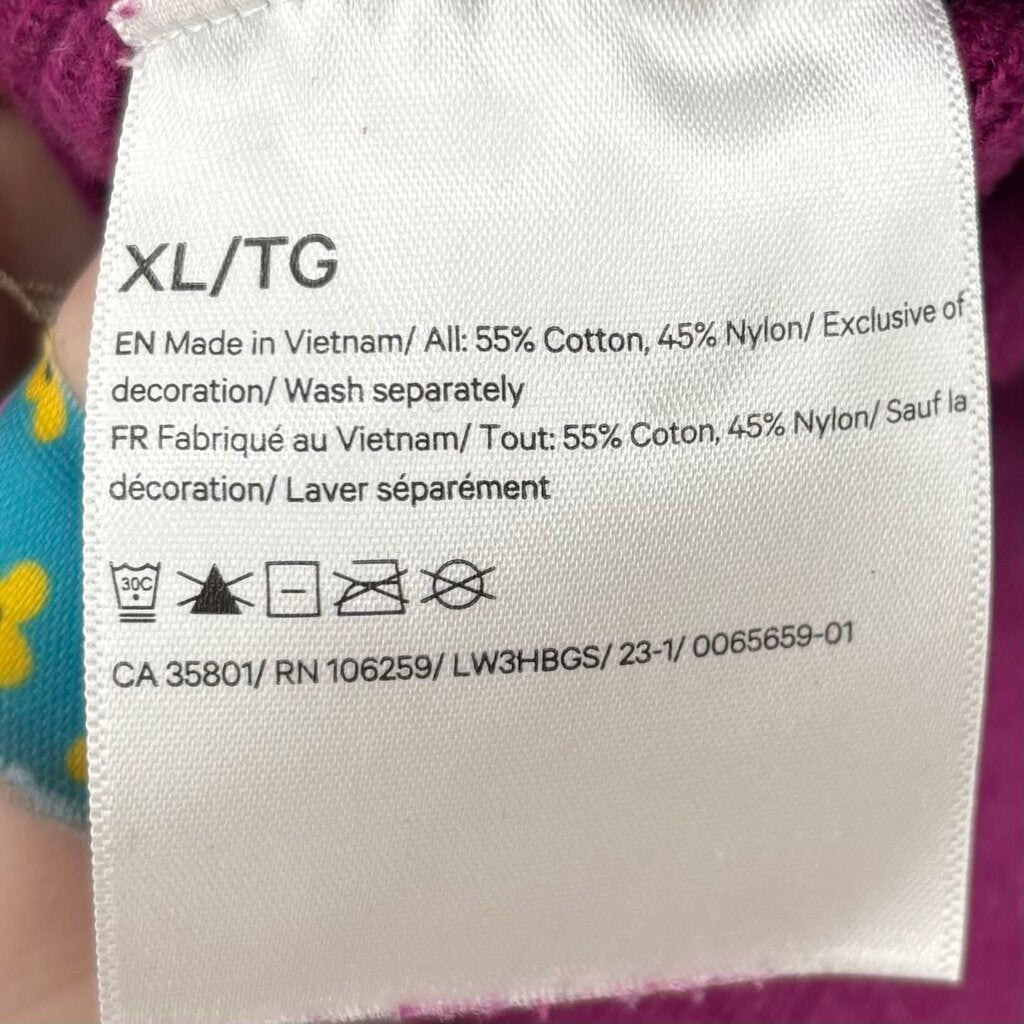 XL/TG
EN Made in Vietnam/ All: 55% Cotton, 45% Nylon/ Exclusive of
decoration/ Wash separately
FR Fabriqué au Vietnam/ Tout: 55% Coton, 45% Nylon/ Sauf la
décoration/ Laver séparément
30C
CA 35801/ RN 106259/ LW3HBGS/ 23-1/ 0065659-01